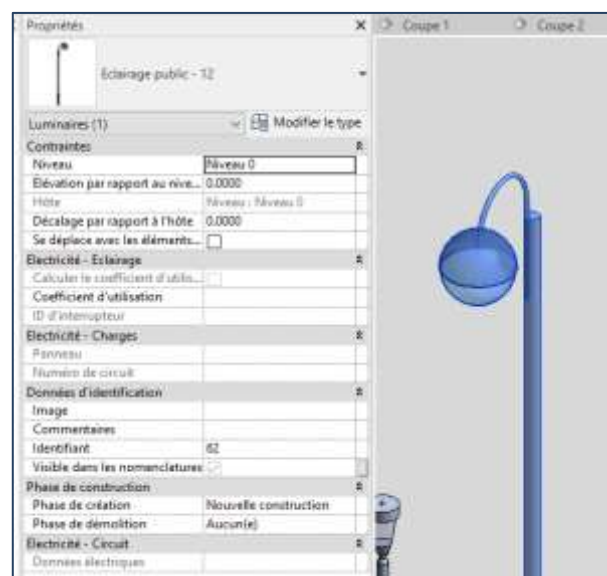 Propriétés
Coupe 1
Coupe 2
Eclairage public - 12
Luminaires (1)
Modifier le type
Contraintes
Niveau Niveau 0
Elévation par rapport au nive... 0.0000
Hôte Niveau : Niveau 0
Décalage par rapport à l'hôte 0.0000
Se déplace avec les éléments...
Electricité - Eclairage
Calculer le coefficient d'utilis...
Coefficient d'utilisation
ID d'interrupteur
Electricité - Charges
Panneau
Numéro de circuit
Données d'identification
Image
Commentaires
Identifiant 62
Visible dans les nomenclatures
Phase de construction
Phase de création Nouvelle construction
Phase de démolition Aucun(e)
Electricité - Circuit
Données électriques